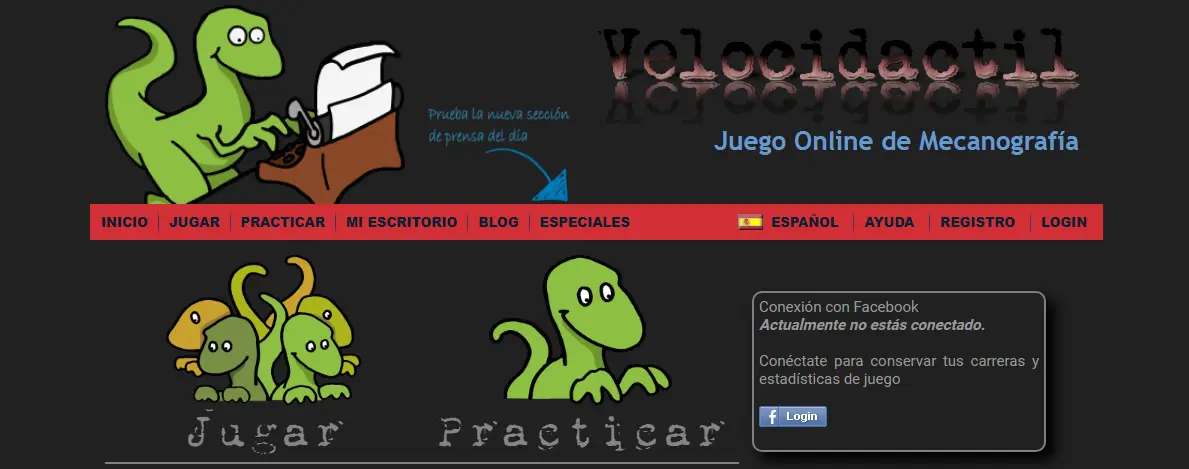 Velocidactil
Prueba la nueva sección
de prensa del día
Juego Online de Mecanografía
INICIO JUGAR PRACTICAR MI ESCRITORIO BLOG ESPECIALES ESPAÑOL AYUDA REGISTRO LOGIN
Conexión con Facebook
Actualmente no estás conectado.
Conéctate para conservar tus carreras y
estadísticas de juego
f Login
Jugar
Practicar